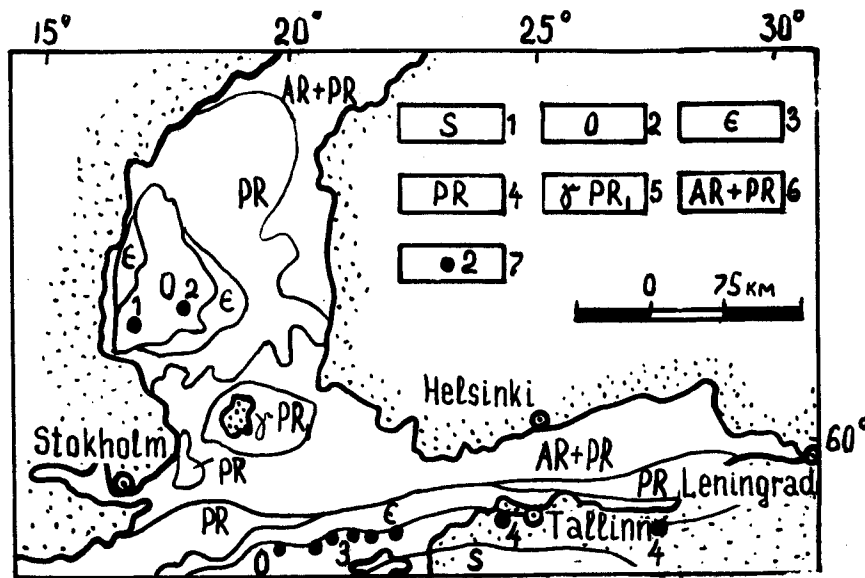 15° 20° 25° 30°
AR+PR
S 1 0 2 Є 3
PR
PR 4 γ PR₁ 5 AR+PR 6
Є
0 2 Є
● 2 7
1
0 75 км
Helsinki
γ PR₁
Stokholm
60°
AR+PR
PR
PR Leningrad
PR
Є
4 Tallinn 4
0 3 S